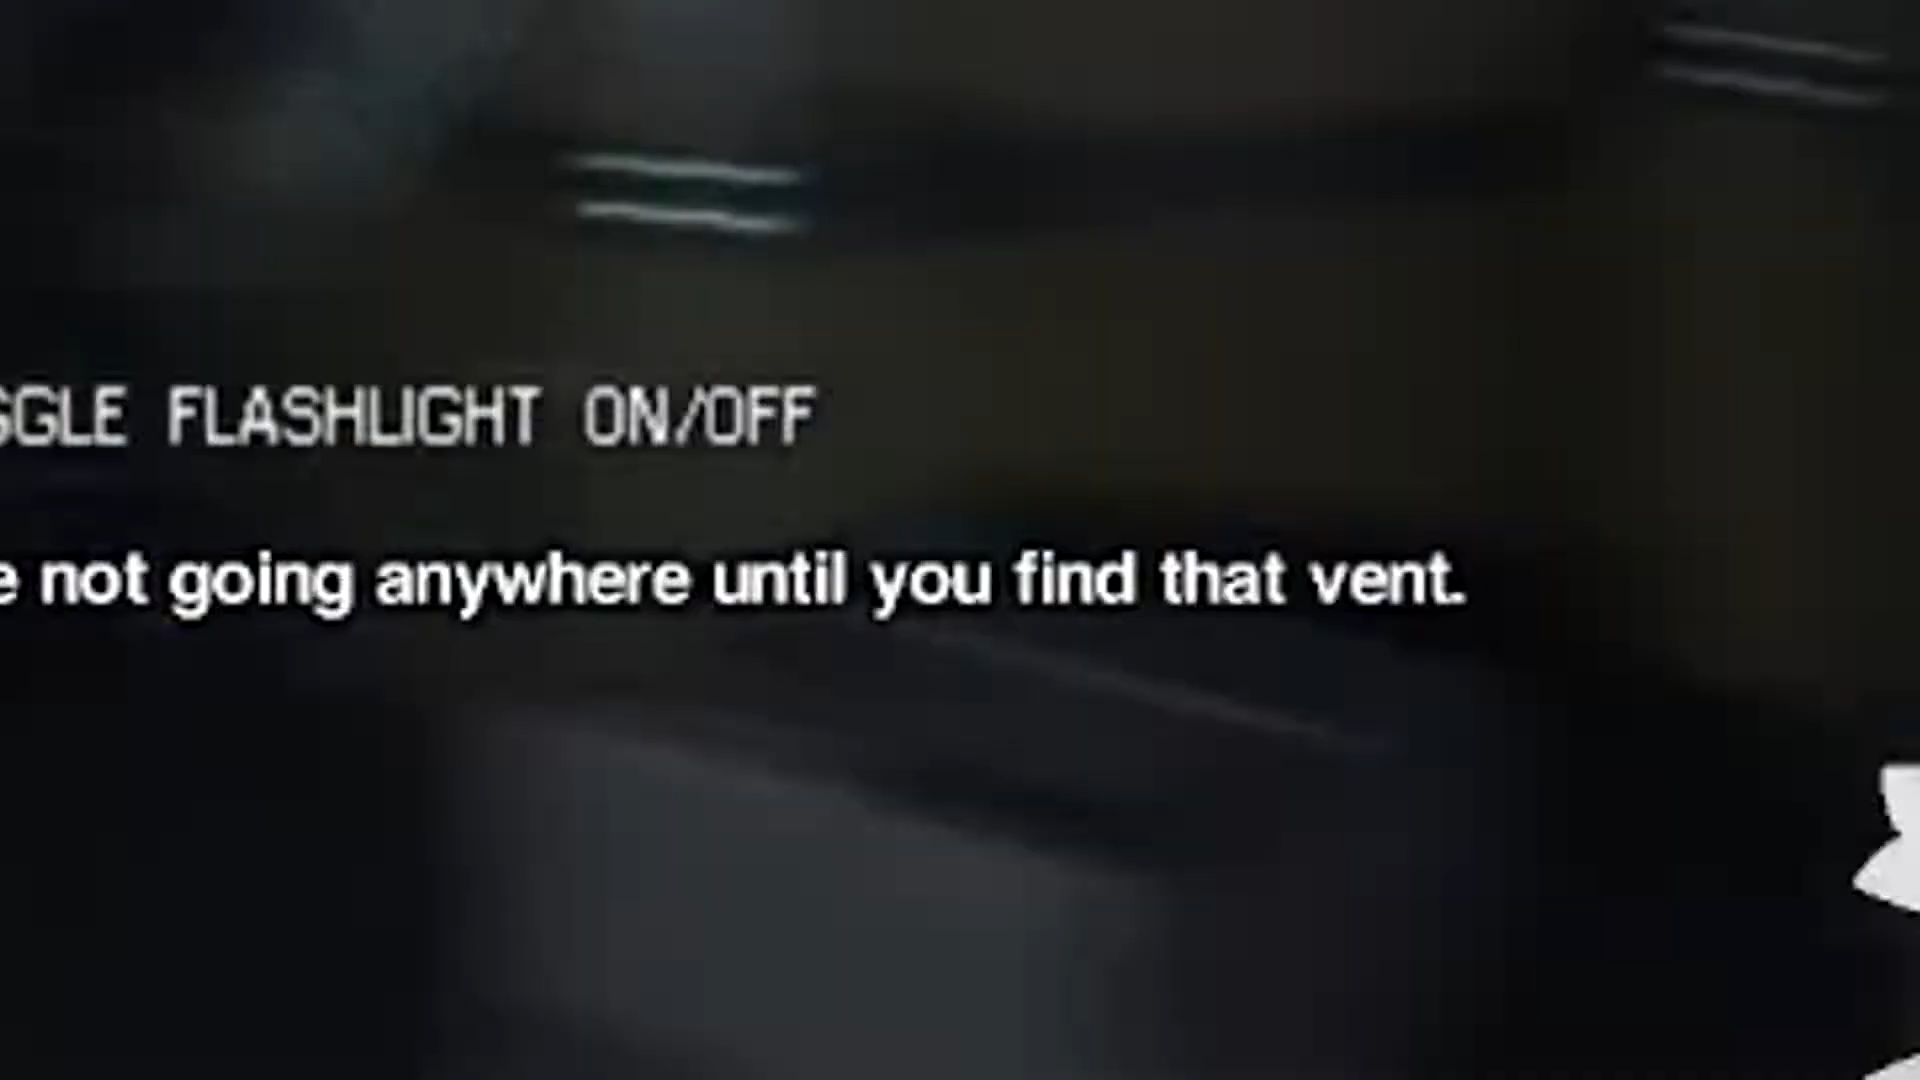 FLASHLIGHT ON/OFF
not going anywhere until you find that vent.